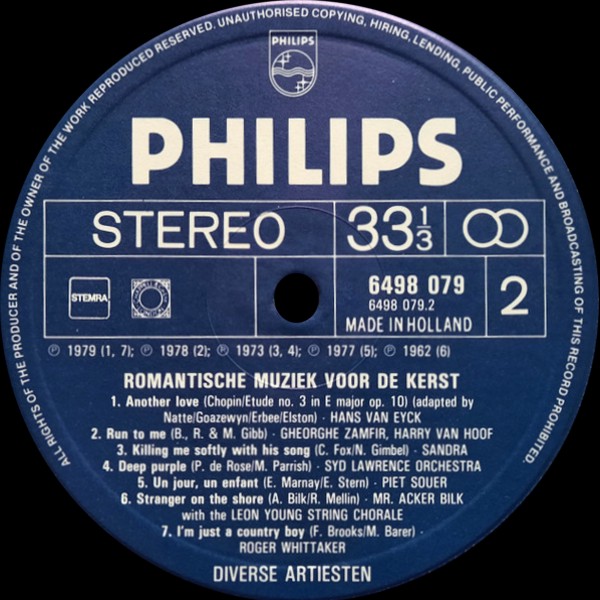 ALL RIGHTS OF THE PRODUCER AND OF THE OWNER OF THE WORK REPRODUCED RESERVED. UNAUTHORISED COPYING, HIRING, LENDING, PUBLIC PERFORMANCE AND BROADCASTING OF THIS RECORD PROHIBITED.
PHILIPS
PHILIPS
STEREO 33 1/3
STEMRA
6498 079
6498 079.2
MADE IN HOLLAND
2
℗ 1979 (1, 7); ℗ 1978 (2); ℗ 1973 (3, 4); ℗ 1977 (5); ℗ 1962 (6)
ROMANTISCHE MUZIEK VOOR DE KERST
1. Another love (Chopin/Etude no. 3 in E major op. 10) (adapted by
Natte/Goazewyn/Erbee/Elston) · HANS VAN EYCK
2. Run to me (B., R. & M. Gibb) · GHEORGHE ZAMFIR, HARRY VAN HOOF
3. Killing me softly with his song (C. Fox/N. Gimbel) · SANDRA
4. Deep purple (P. de Rose/M. Parrish) · SYD LAWRENCE ORCHESTRA
5. Un jour, un enfant (E. Marnay/E. Stern) · PIET SOUER
6. Stranger on the shore (A. Bilk/R. Mellin) · MR. ACKER BILK
with the LEON YOUNG STRING CHORALE
7. I'm just a country boy (F. Brooks/M. Barer) ·
ROGER WHITTAKER
DIVERSE ARTIESTEN